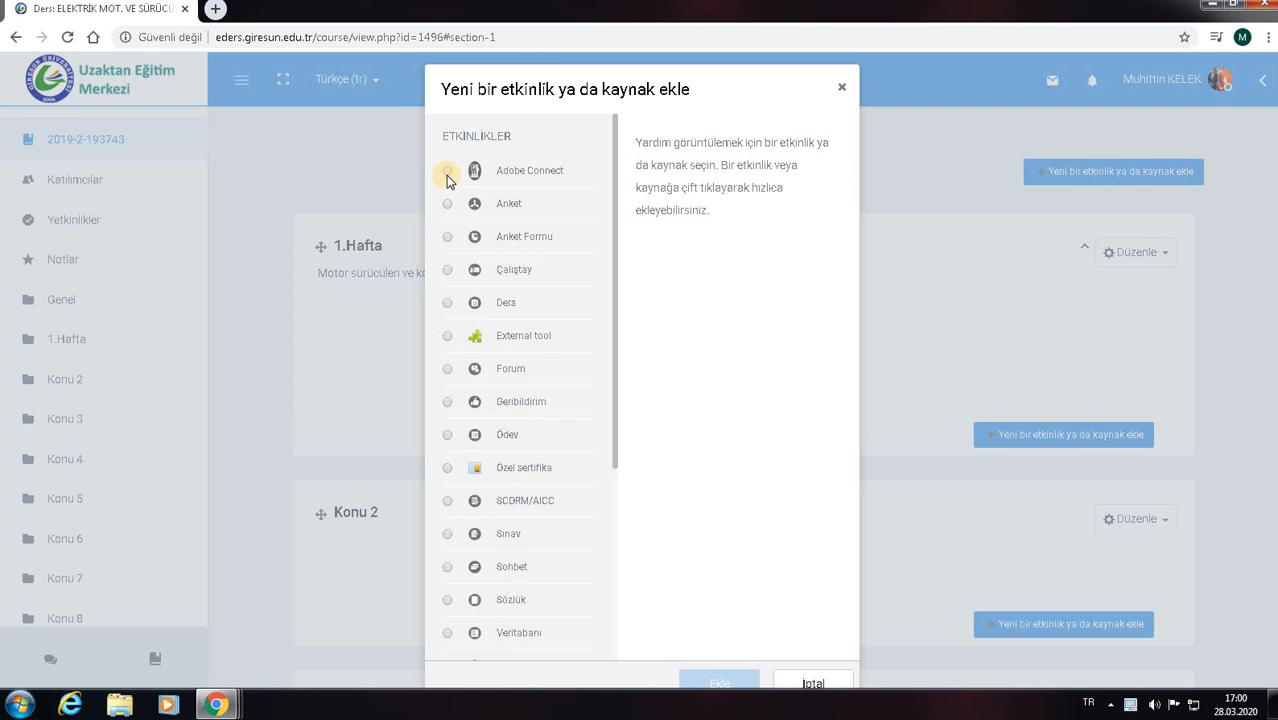 Ders: ELEKTRİK MOT. VE SÜRÜCÜ
Güvenli değil
eders.giresun.edu.tr/course/view.php?id=1496#section-1
M
Uzaktan Eğitim
Merkezi
Türkçe (tr)
Muhittin KELEK
2019-2-193743
Katılımcılar
Yetkinlikler
Notlar
Genel
1.Hafta
Konu 2
Konu 3
Konu 4
Konu 5
Konu 6
Konu 7
Konu 8
Yeni bir etkinlik ya da kaynak ekle
ETKİNLİKLER
Adobe Connect
Anket
Anket Formu
Çalıştay
Ders
External tool
Forum
Geribildirim
Ödev
Özel sertifika
SCORM/AICC
Sınav
Sohbet
Sözlük
Veritabanı
Yardım görüntülemek için bir etkinlik ya
da kaynak seçin. Bir etkinlik veya
kaynağa çift tıklayarak hızlıca
ekleyebilirsiniz.
Ekle
İptal
Yeni bir etkinlik ya da kaynak ekle
1.Hafta
Düzenle
Motor sürücüleri ve
Yeni bir etkinlik ya da kaynak ekle
Konu 2
Düzenle
Yeni bir etkinlik ya da kaynak ekle
TR
17:00
28.03.2020